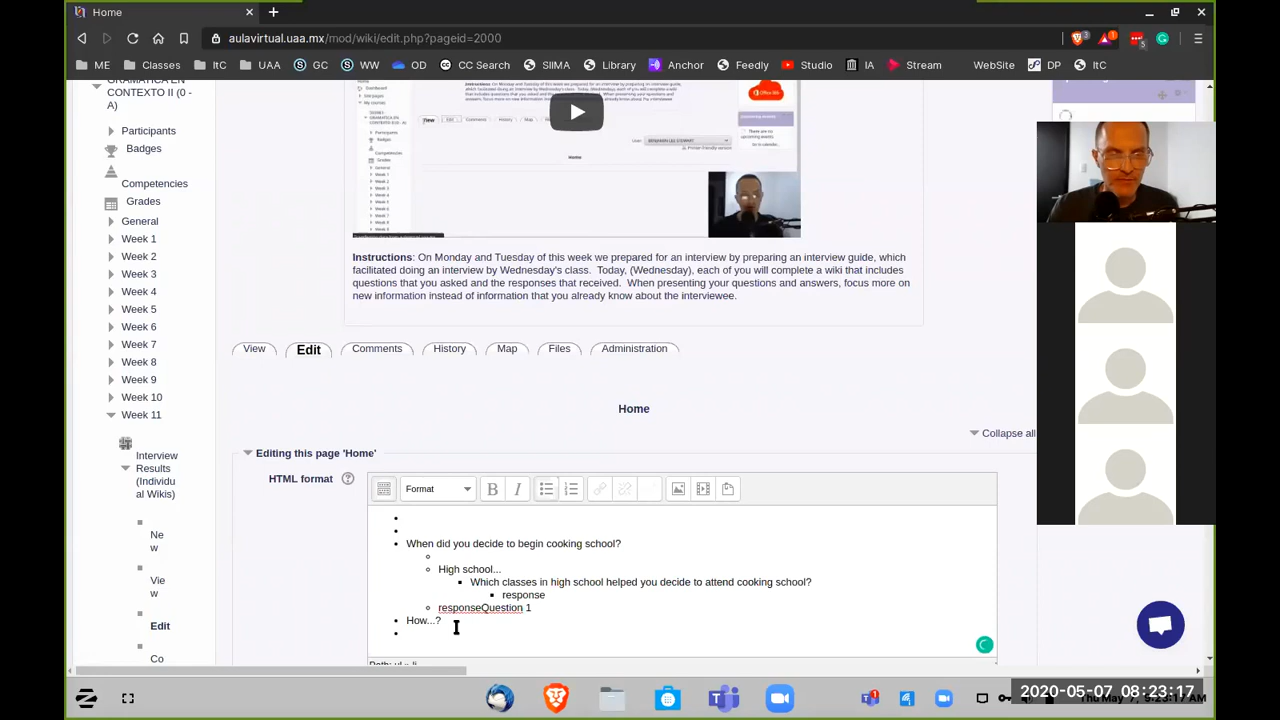 Home
aulavirtual.uaa.mx/mod/wiki/edit.php?pageid=2000
ME Classes ItC UAA GC WW OD CC Search SIIMA Library Anchor Feedly Studio IA Stream WebSite DP ItC
GRAMÁTICA EN
CONTEXTO II (0 -
A)
Participants
Badges
Competencies
Grades
General
Week 1
Week 2
Week 3
Week 4
Week 5
Week 6
Week 7
Week 8
Week 9
Week 10
Week 11
Interview
Results
(Individu
al Wikis)
Ne
w
Vie
w
Edit
Co
Instructions: On Monday and Tuesday of this week we prepared for an interview by preparing an interview guide, which
facilitated doing an interview by Wednesday's class. Today, (Wednesday), each of you will complete a wiki that includes
questions that you asked and the responses that received. When presenting your questions and answers, focus more on
new information instead of information that you already know about the interviewee.
View Edit Comments History Map Files Administration
Home
Collapse all
Editing this page 'Home'
HTML format
Format B I
When did you decide to begin cooking school?
High school...
Which classes in high school helped you decide to attend cooking school?
response
responseQuestion 1
How...?
Path: ul » li
2020-05-07 08:23:17